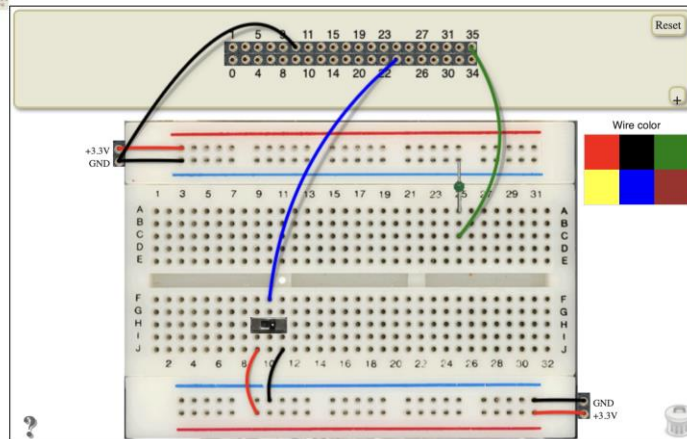 Reset
1 5 9 11 15 19 23 27 31 35
0 4 8 10 14 20 22 26 30 34
+
Wire color
+3.3V
GND
1 3 5 7 9 11 13 15 17 19 21 23 25 27 29 31
A A
B B
C C
D D
E E
F F
G G
H H
I I
J J
2 4 6 8 10 12 14 16 18 20 22 24 26 28 30 32
GND
+3.3V
?